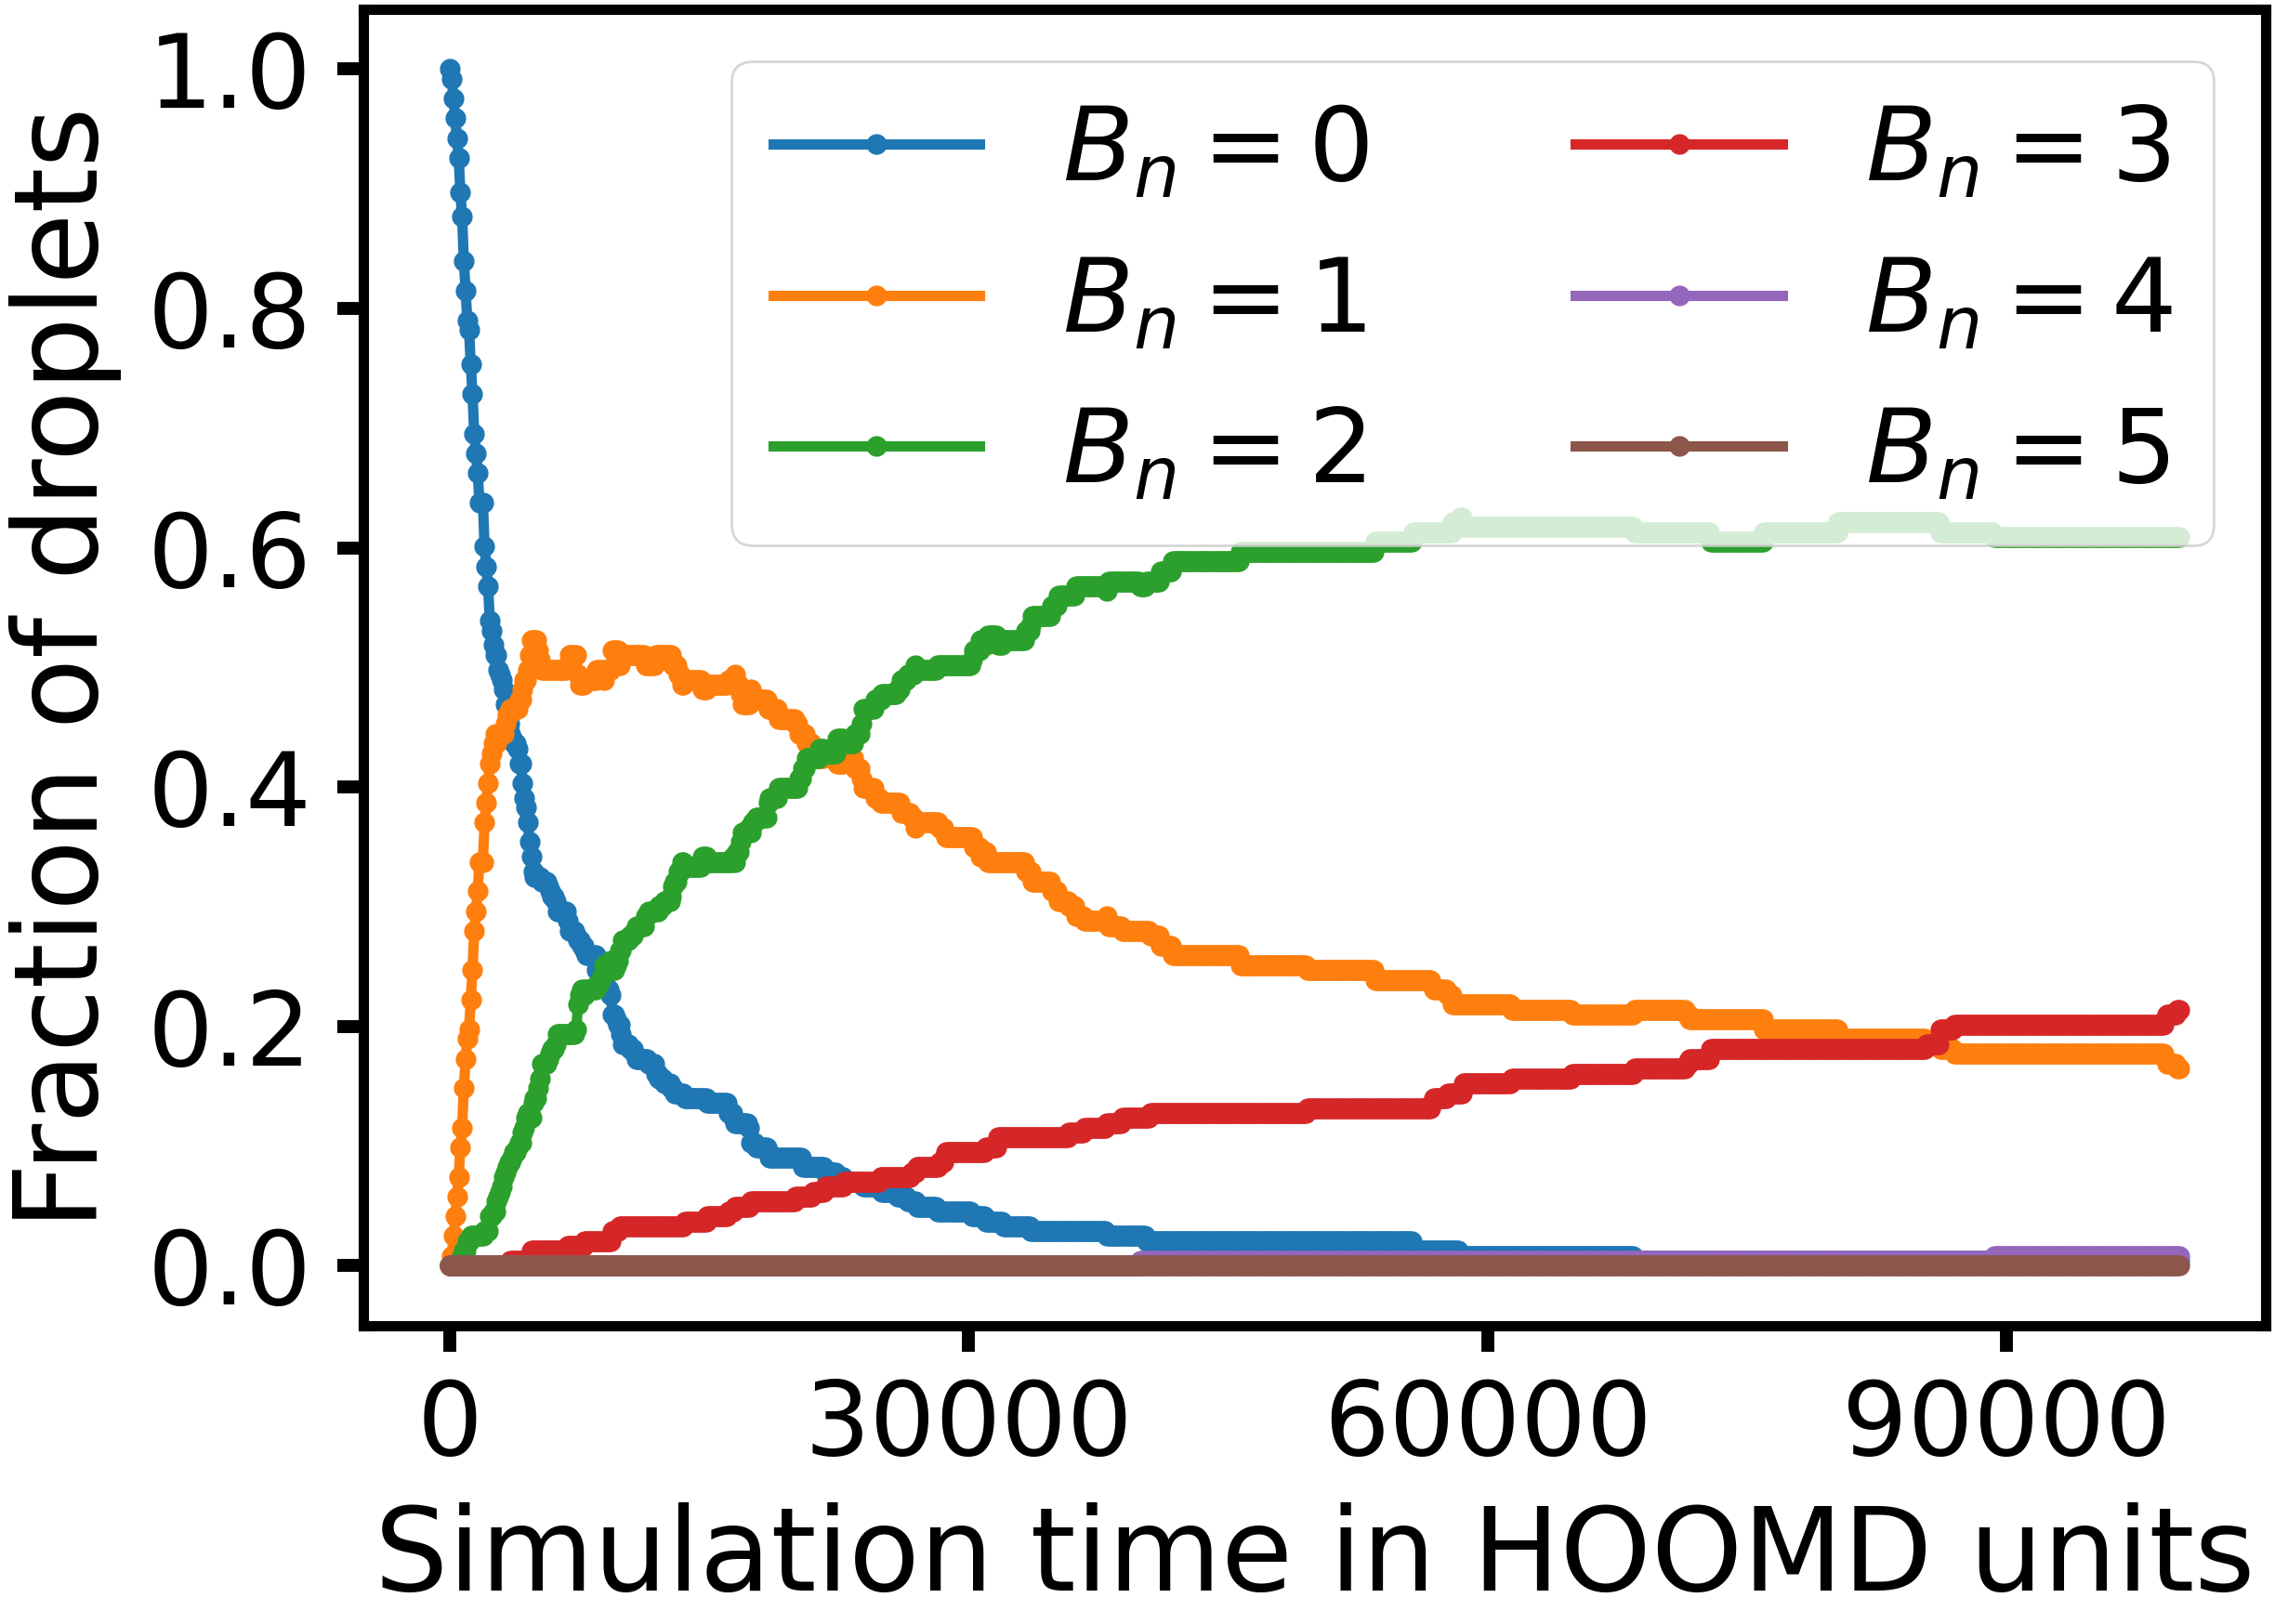 Fraction of droplets
1.0
0.8
0.6
0.4
0.2
0.0
B_n = 0
B_n = 1
B_n = 2
B_n = 3
B_n = 4
B_n = 5
0 30000 60000 90000
Simulation time in HOOMD units